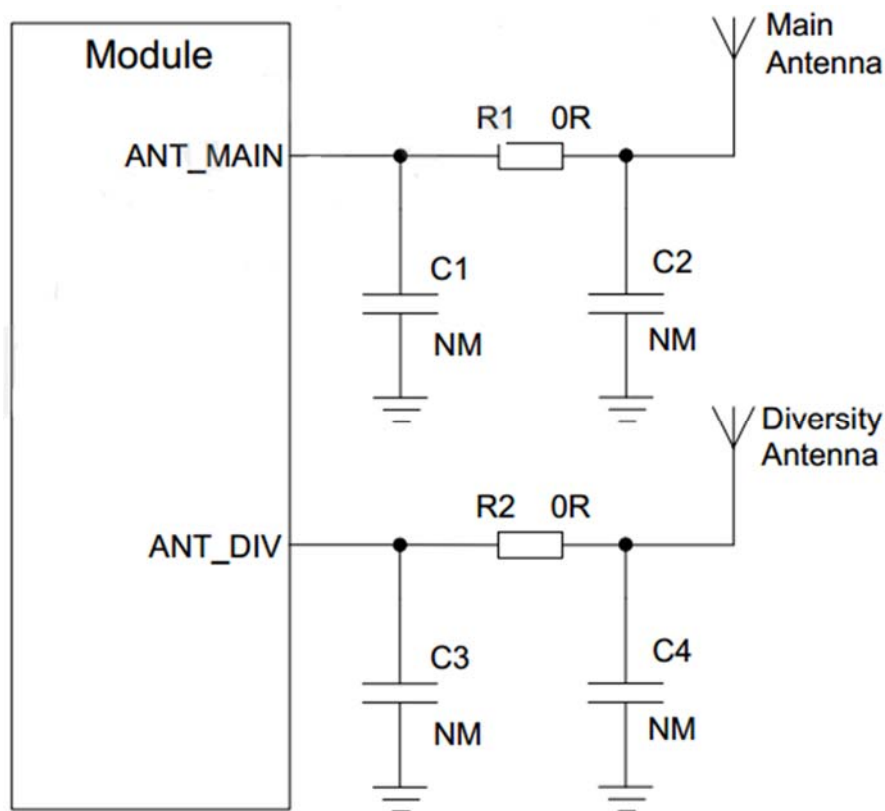 Module
Main
Antenna
R1 0R
ANT_MAIN
C1
C2
NM
NM
Diversity
Antenna
R2 0R
ANT_DIV
C3
C4
NM
NM